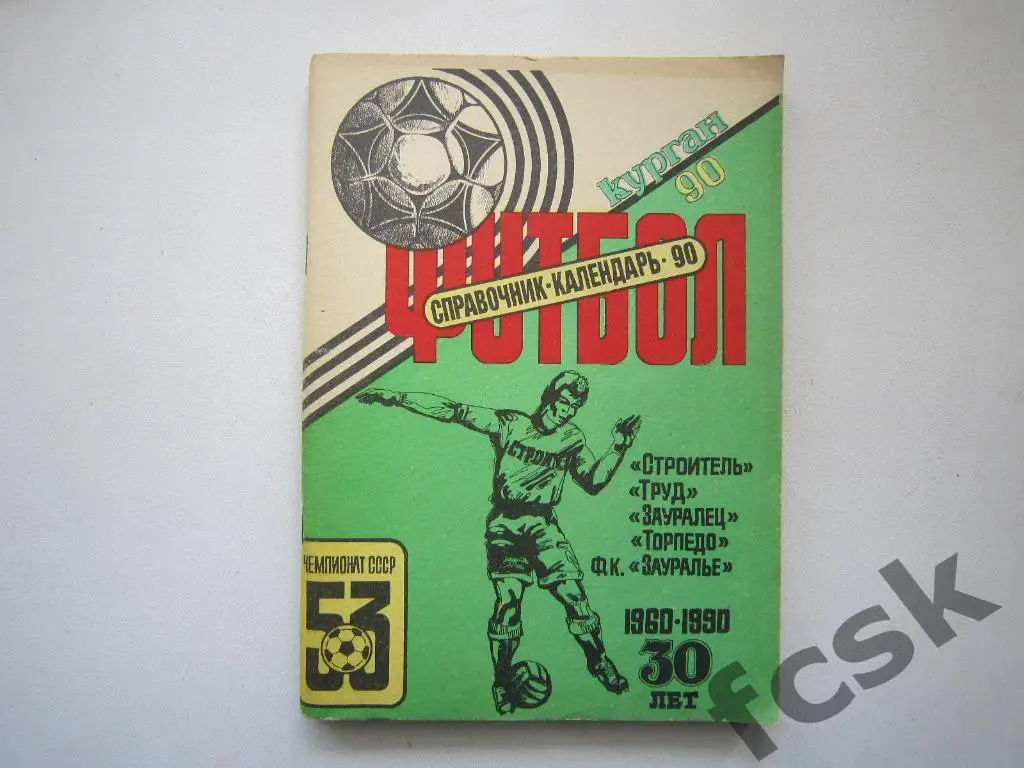 Курган
90
ФУТБОЛ
СПРАВОЧНИК-КАЛЕНДАРЬ·90
СТРОИТЕЛ
«СТРОИТЕЛЬ»
«ТРУД»
«ЗАУРАЛЕЦ»
«ТОРПЕДО»
Ф.К. «ЗАУРАЛЬЕ»
ЧЕМПИОНАТ СССР
53
1960·1990
30
ЛЕТ
fcsk